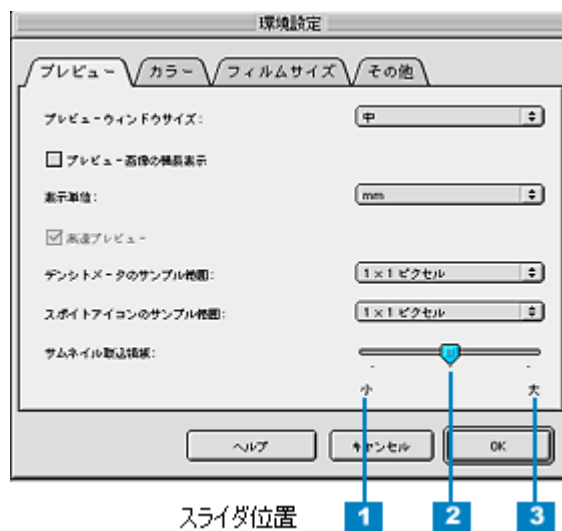 環境設定
プレビュー カラー フィルムサイズ その他
プレビューウィンドウサイズ: 中
プレビュー画像の横長表示
表示単位: mm
高速プレビュー
デンシトメータのサンプル範囲: 1×1ピクセル
スポイトアイコンのサンプル範囲: 1×1ピクセル
サムネイル取込領域:
小 大
ヘルプ キャンセル OK
スライダ位置 1 2 3